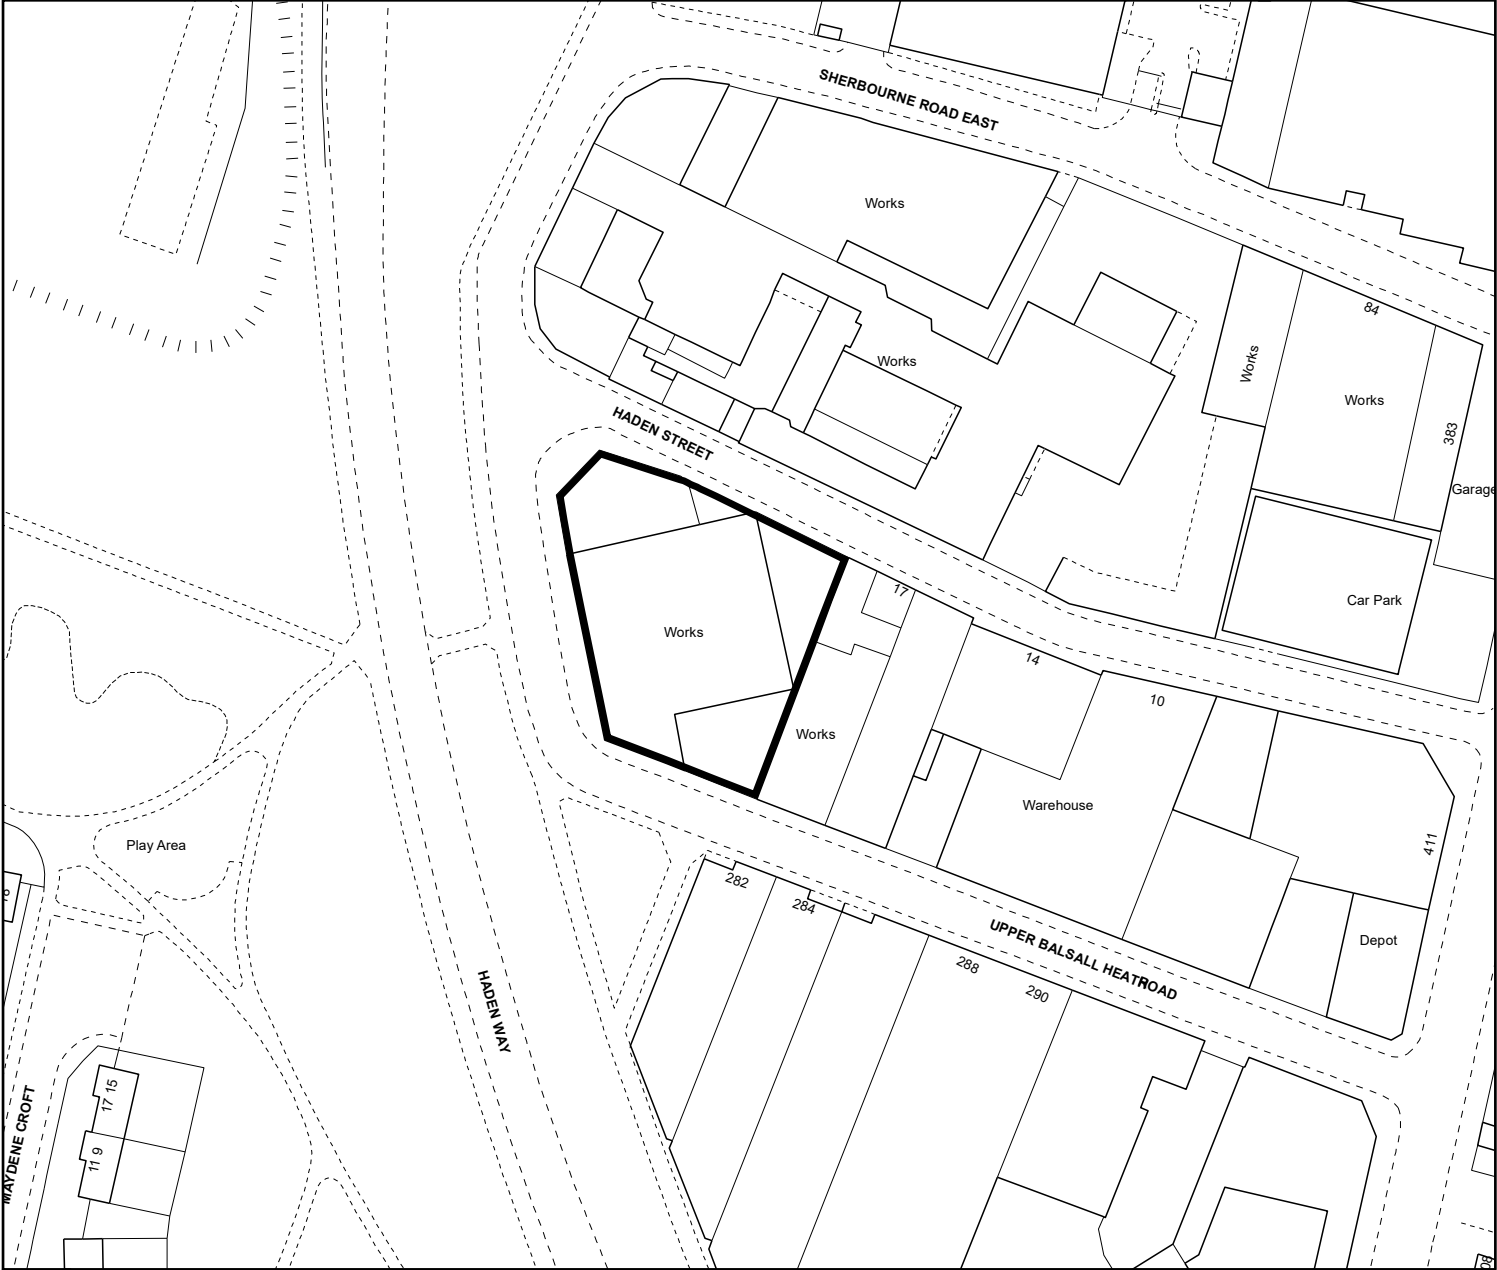 SHERBOURNE ROAD EAST
Works
84
Works
Works
Works
383
HADEN STREET
Garage
17
Car Park
Works
14
10
Works
Warehouse
Play Area
411
282
284
UPPER BALSALL HEATROAD
Depot
288
290
HADEN WAY
17 15
11 9
MAYDENE CROFT